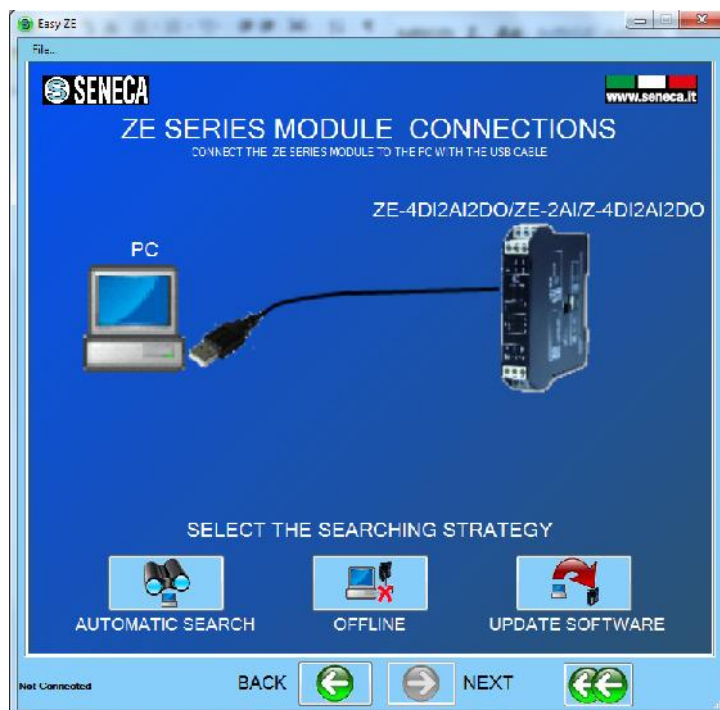 Easy ZE
File...
SENECA
www.seneca.it
ZE SERIES MODULE CONNECTIONS
CONNECT THE ZE SERIES MODULE TO THE PC WITH THE USB CABLE
ZE-4DI2AI2DO/ZE-2AI/Z-4DI2AI2DO
PC
SELECT THE SEARCHING STRATEGY
AUTOMATIC SEARCH
OFFLINE
UPDATE SOFTWARE
Not Connected
BACK
NEXT